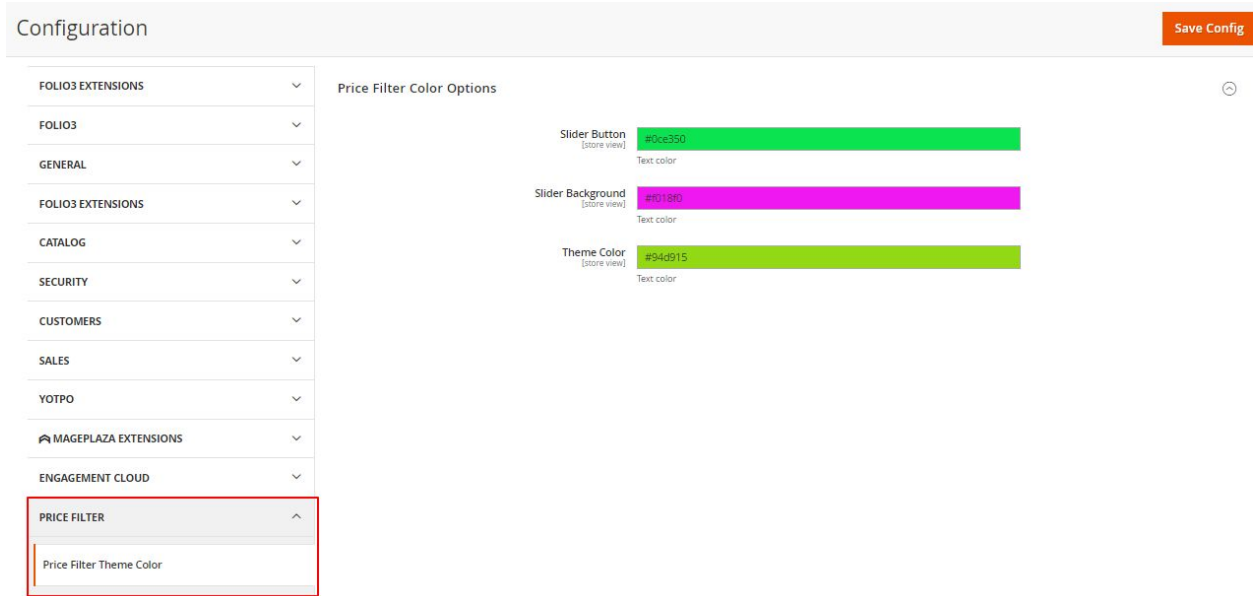 Configuration
Save Config
FOLIO3 EXTENSIONS
FOLIO3
GENERAL
FOLIO3 EXTENSIONS
CATALOG
SECURITY
CUSTOMERS
SALES
YOTPO
MAGEPLAZA EXTENSIONS
ENGAGEMENT CLOUD
PRICE FILTER
Price Filter Theme Color
Price Filter Color Options
Slider Button
[store view]
#0ce350
Text color
Slider Background
[store view]
#f018f0
Text color
Theme Color
[store view]
#94d915
Text color